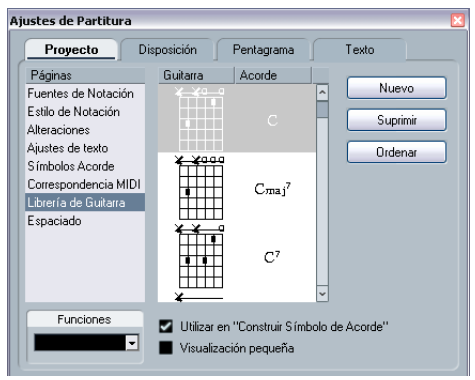 Ajustes de Partitura
Proyecto
Disposición
Pentagrama
Texto
Páginas
Fuentes de Notación
Estilo de Notación
Alteraciones
Ajustes de texto
Símbolos Acorde
Correspondencia MIDI
Librería de Guitarra
Espaciado
Guitarra
Acorde
C
Cmaj7
C7
Nuevo
Suprimir
Ordenar
Funciones
Utilizar en "Construir Símbolo de Acorde"
Visualización pequeña